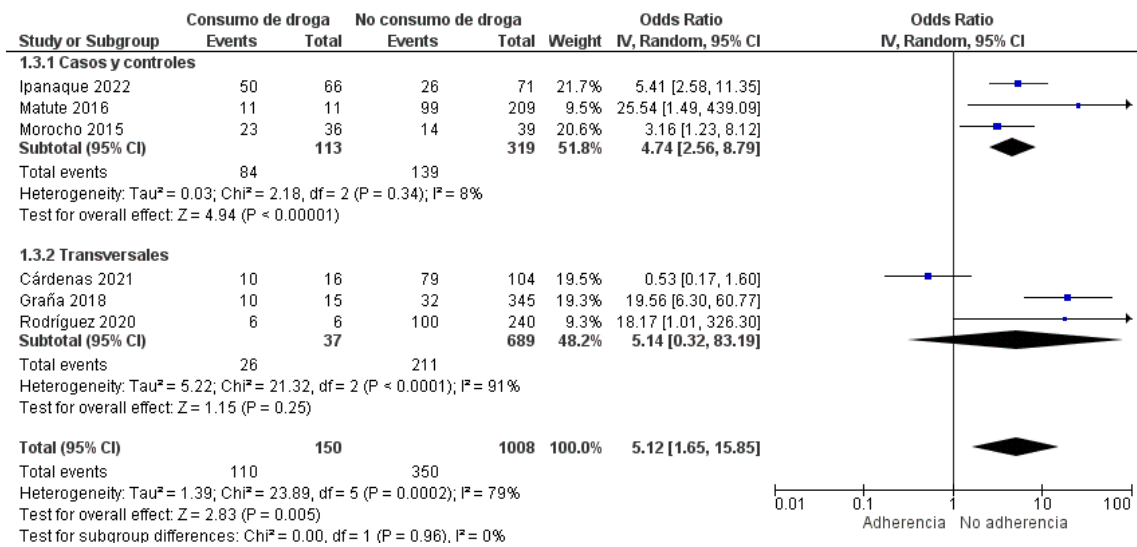 Consumo de droga No consumo de droga Odds Ratio Odds Ratio
Study or Subgroup Events Total Events Total Weight IV, Random, 95% CI IV, Random, 95% CI
1.3.1 Casos y controles
Ipanaque 2022 50 66 26 71 21.7% 5.41 [2.58, 11.35]
Matute 2016 11 11 99 209 9.5% 25.54 [1.49, 439.09]
Morocho 2015 23 36 14 39 20.6% 3.16 [1.23, 8.12]
Subtotal (95% CI) 113 319 51.8% 4.74 [2.56, 8.79]
Total events 84 139
Heterogeneity: Tau² = 0.03; Chi² = 2.18, df = 2 (P = 0.34); I² = 8%
Test for overall effect: Z = 4.94 (P < 0.00001)
1.3.2 Transversales
Cárdenas 2021 10 16 79 104 19.5% 0.53 [0.17, 1.60]
Graña 2018 10 15 32 345 19.3% 19.56 [6.30, 60.77]
Rodríguez 2020 6 6 100 240 9.3% 18.17 [1.01, 326.30]
Subtotal (95% CI) 37 689 48.2% 5.14 [0.32, 83.19]
Total events 26 211
Heterogeneity: Tau² = 5.22; Chi² = 21.32, df = 2 (P < 0.0001); I² = 91%
Test for overall effect: Z = 1.15 (P = 0.25)
Total (95% CI) 150 1008 100.0% 5.12 [1.65, 15.85]
Total events 110 350
Heterogeneity: Tau² = 1.39; Chi² = 23.89, df = 5 (P = 0.0002); I² = 79%
Test for overall effect: Z = 2.83 (P = 0.005)
Test for subgroup differences: Chi² = 0.00, df = 1 (P = 0.96), I² = 0%
0.01 0.1 1 10 100
Adherencia No adherencia